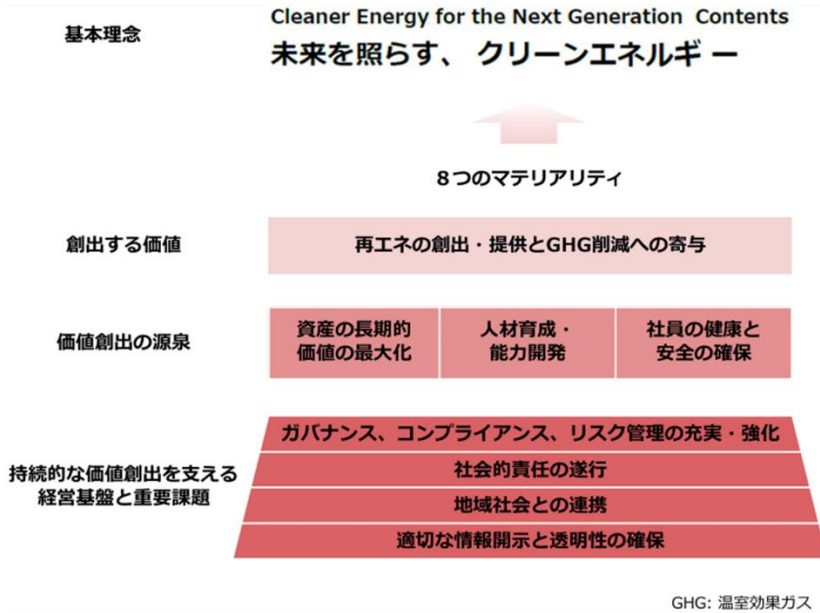 基本理念
Cleaner Energy for the Next Generation Contents
未来を照らす、 クリーンエネルギー
8つのマテリアリティ
創出する価値
再エネの創出・提供とGHG削減への寄与
価値創出の源泉
資産の長期的
価値の最大化
人材育成・
能力開発
社員の健康と
安全の確保
持続的な価値創出を支える
経営基盤と重要課題
ガバナンス、コンプライアンス、リスク管理の充実・強化
社会的責任の遂行
地域社会との連携
適切な情報開示と透明性の確保
GHG: 温室効果ガス